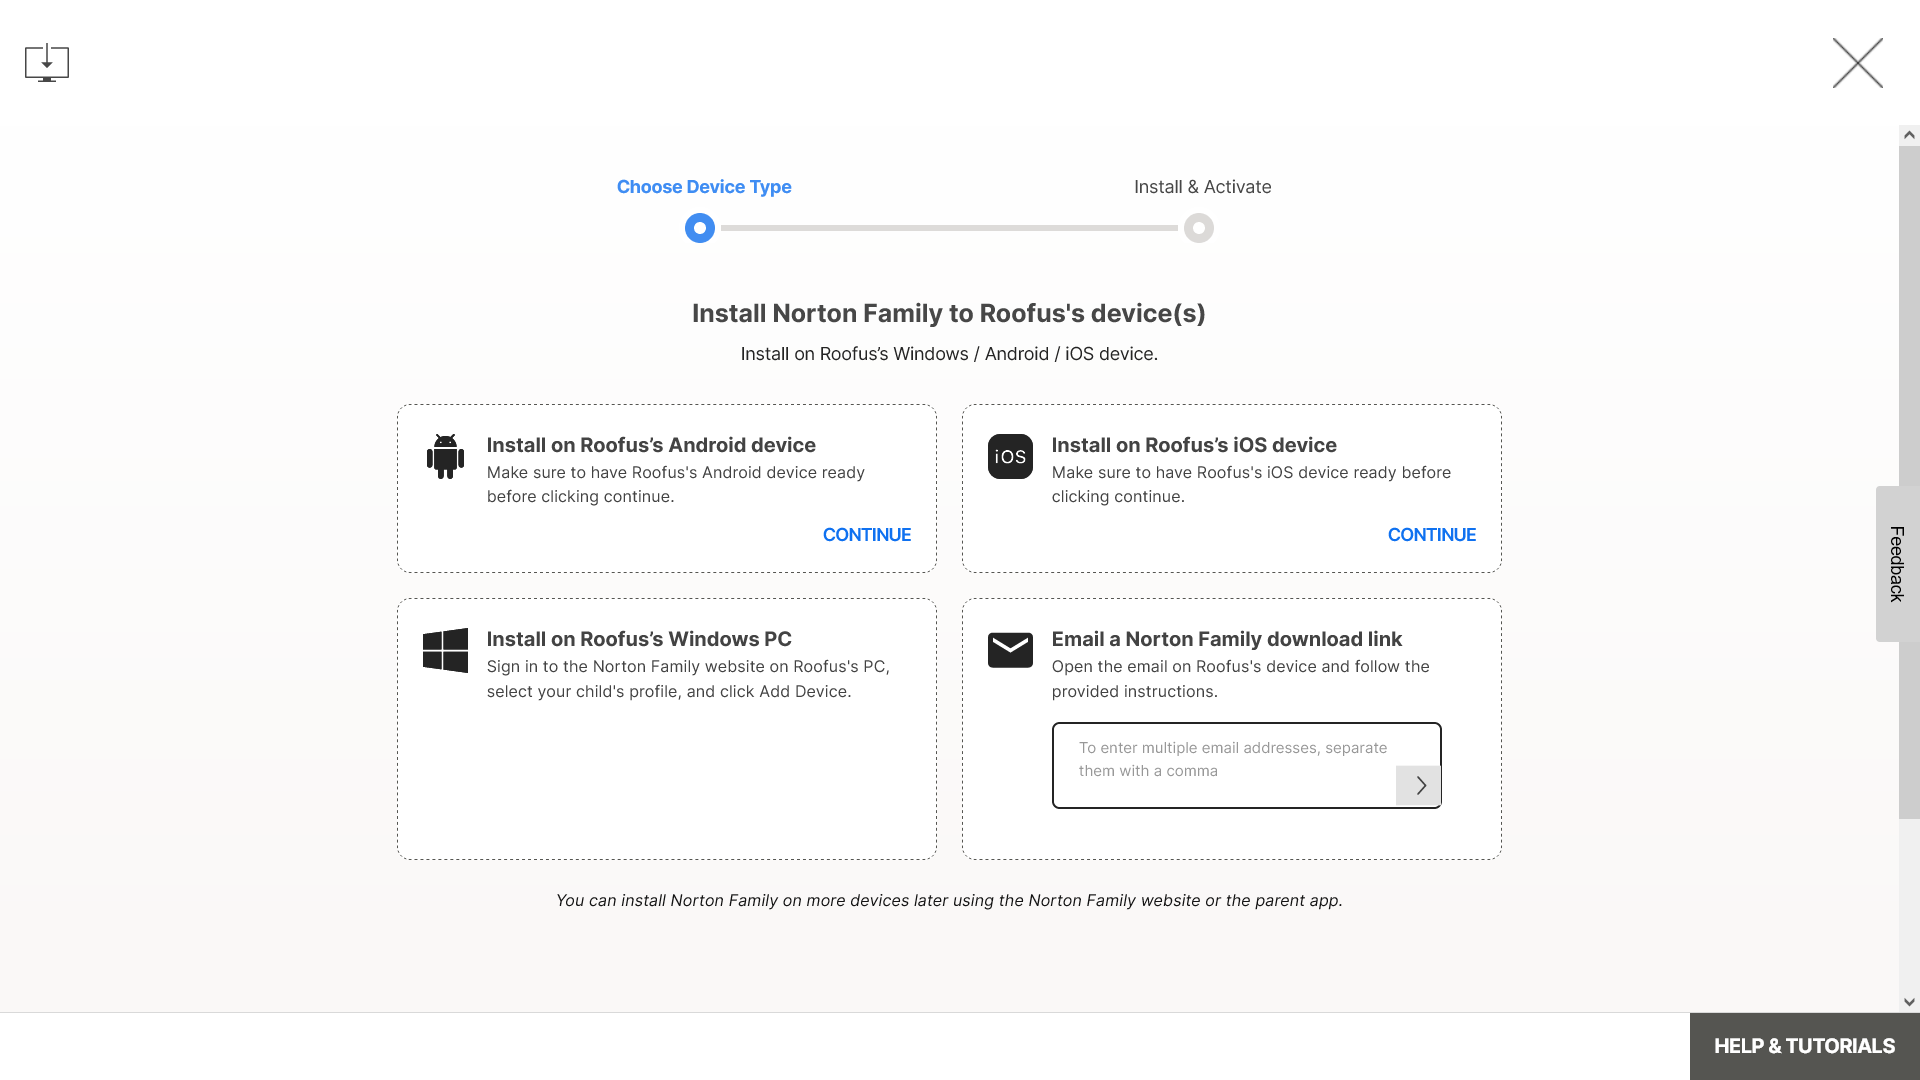 Choose Device Type
Install & Activate
Install Norton Family to Roofus's device(s)
Install on Roofus’s Windows / Android / iOS device.
Install on Roofus’s Android device
Make sure to have Roofus's Android device ready
before clicking continue.
CONTINUE
iOS
Install on Roofus’s iOS device
Make sure to have Roofus's iOS device ready before
clicking continue.
CONTINUE
Install on Roofus’s Windows PC
Sign in to the Norton Family website on Roofus's PC,
select your child's profile, and click Add Device.
Email a Norton Family download link
Open the email on Roofus's device and follow the
provided instructions.
To enter multiple email addresses, separate
them with a comma
You can install Norton Family on more devices later using the Norton Family website or the parent app.
Feedback
HELP & TUTORIALS